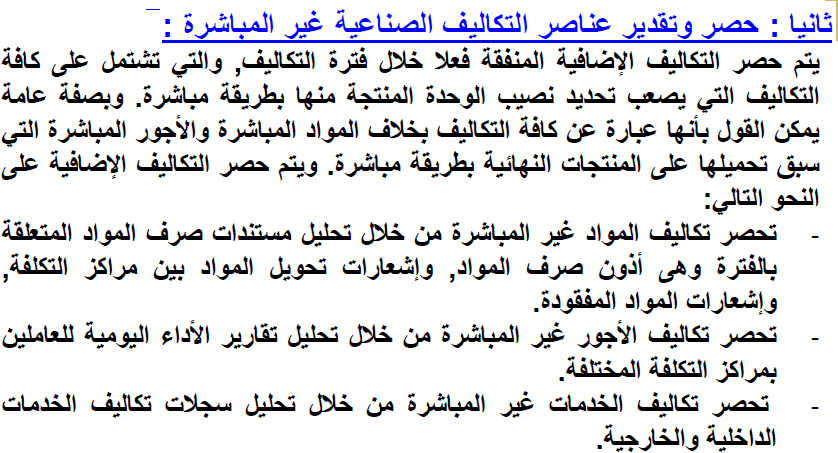 ثانيا : حصر وتقدير عناصر التكاليف الصناعية غير المباشرة :
يتم حصر التكاليف الإضافية المنفقة فعلا خلال فترة التكاليف, والتي تشتمل على كافة
التكاليف التي يصعب تحديد نصيب الوحدة المنتجة منها بطريقة مباشرة. وبصفة عامة
يمكن القول بأنها عبارة عن كافة التكاليف بخلاف المواد المباشرة والأجور المباشرة التي
سبق تحميلها على المنتجات النهائية بطريقة مباشرة. ويتم حصر التكاليف الإضافية على
النحو التالي:
- تحصر تكاليف المواد غير المباشرة من خلال تحليل مستندات صرف المواد المتعلقة
بالفترة وهى أذون صرف المواد, وإشعارات تحويل المواد بين مراكز التكلفة,
وإشعارات المواد المفقودة.
- تحصر تكاليف الأجور غير المباشرة من خلال تحليل تقارير الأداء اليومية للعاملين
بمراكز التكلفة المختلفة.
- تحصر تكاليف الخدمات غير المباشرة من خلال تحليل سجلات تكاليف الخدمات
الداخلية والخارجية.